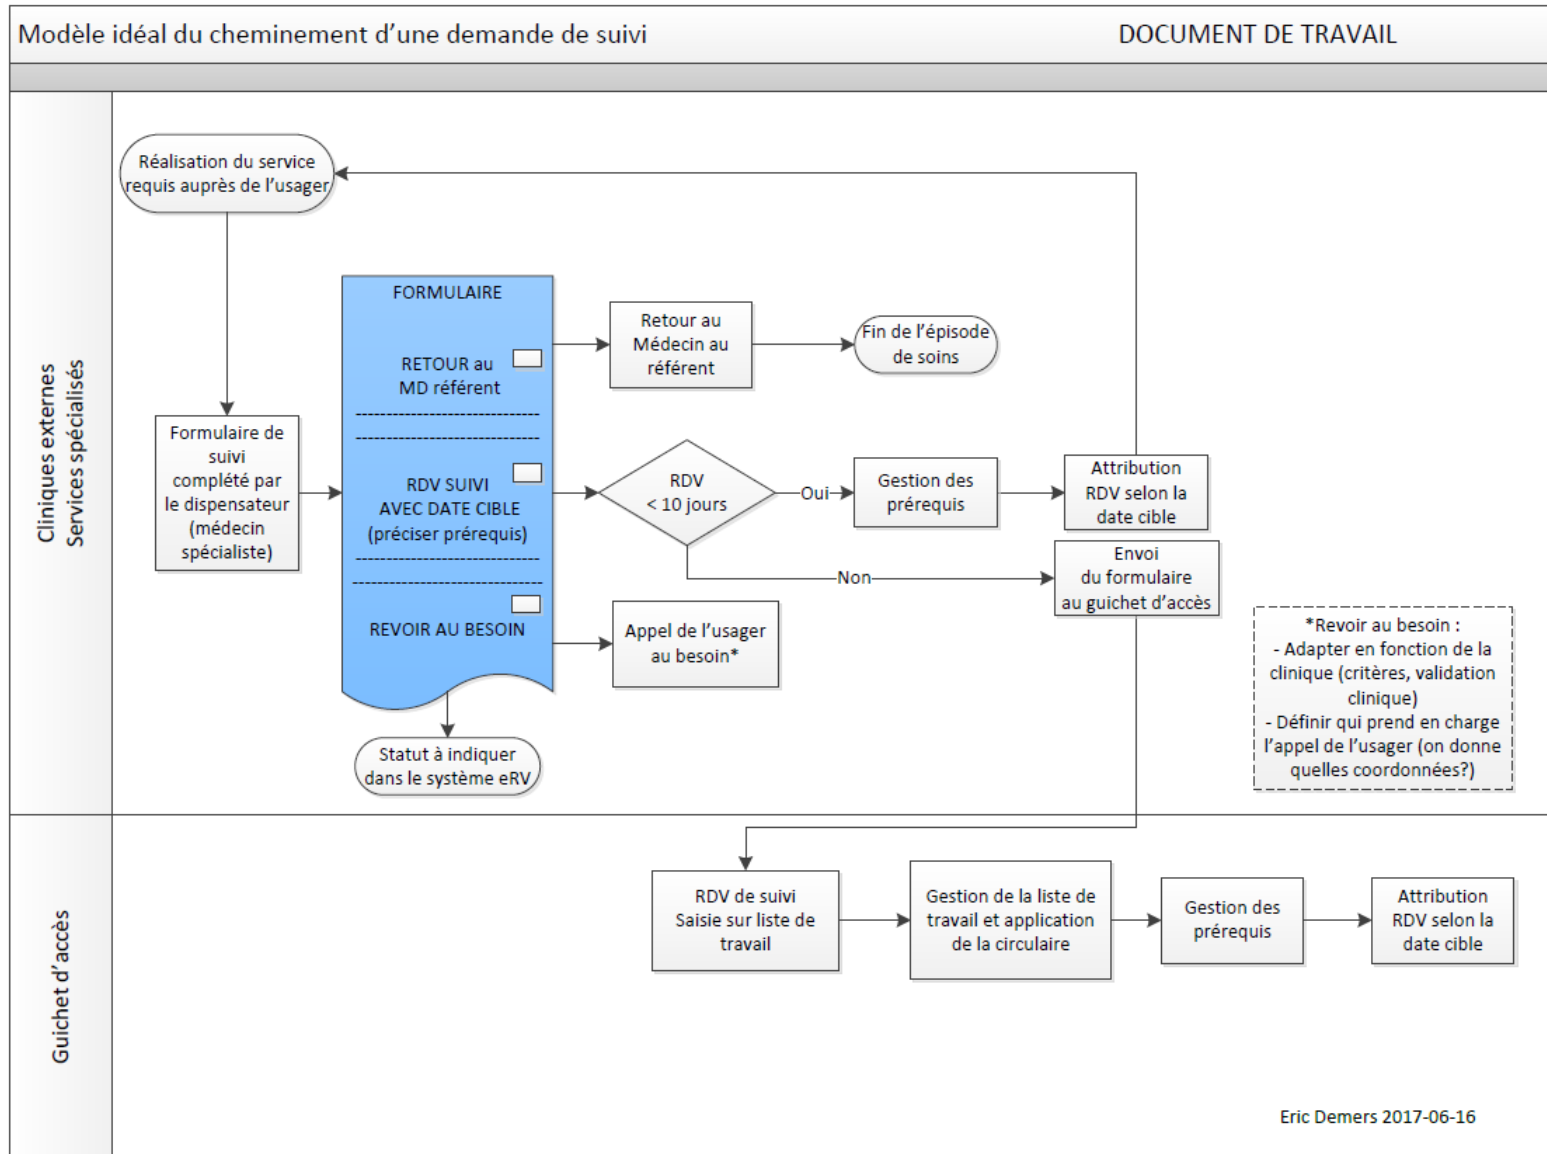 Modèle idéal du cheminement d’une demande de suivi
DOCUMENT DE TRAVAIL
Cliniques externes
Services spécialisés
Réalisation du service
requis auprès de l’usager
Formulaire de
suivi
complété par
le dispensateur
(médecin
spécialiste)
FORMULAIRE
RETOUR au
MD référent
------------------------------
------------------------------
RDV SUIVI
AVEC DATE CIBLE
(préciser prérequis)
------------------------------
------------------------------
REVOIR AU BESOIN
Statut à indiquer
dans le système eRV
Retour au
Médecin au
référent
Fin de l’épisode
de soins
RDV
< 10 jours
Oui
Gestion des
prérequis
Attribution
RDV selon la
date cible
Non
Envoi
du formulaire
au guichet d’accès
Appel de l’usager
au besoin*
*Revoir au besoin :
- Adapter en fonction de la
clinique (critères, validation
clinique)
- Définir qui prend en charge
l’appel de l’usager (on donne
quelles coordonnées?)
Guichet d’accès
RDV de suivi
Saisie sur liste de
travail
Gestion de la liste de
travail et application
de la circulaire
Gestion des
prérequis
Attribution
RDV selon la
date cible
Eric Demers 2017-06-16